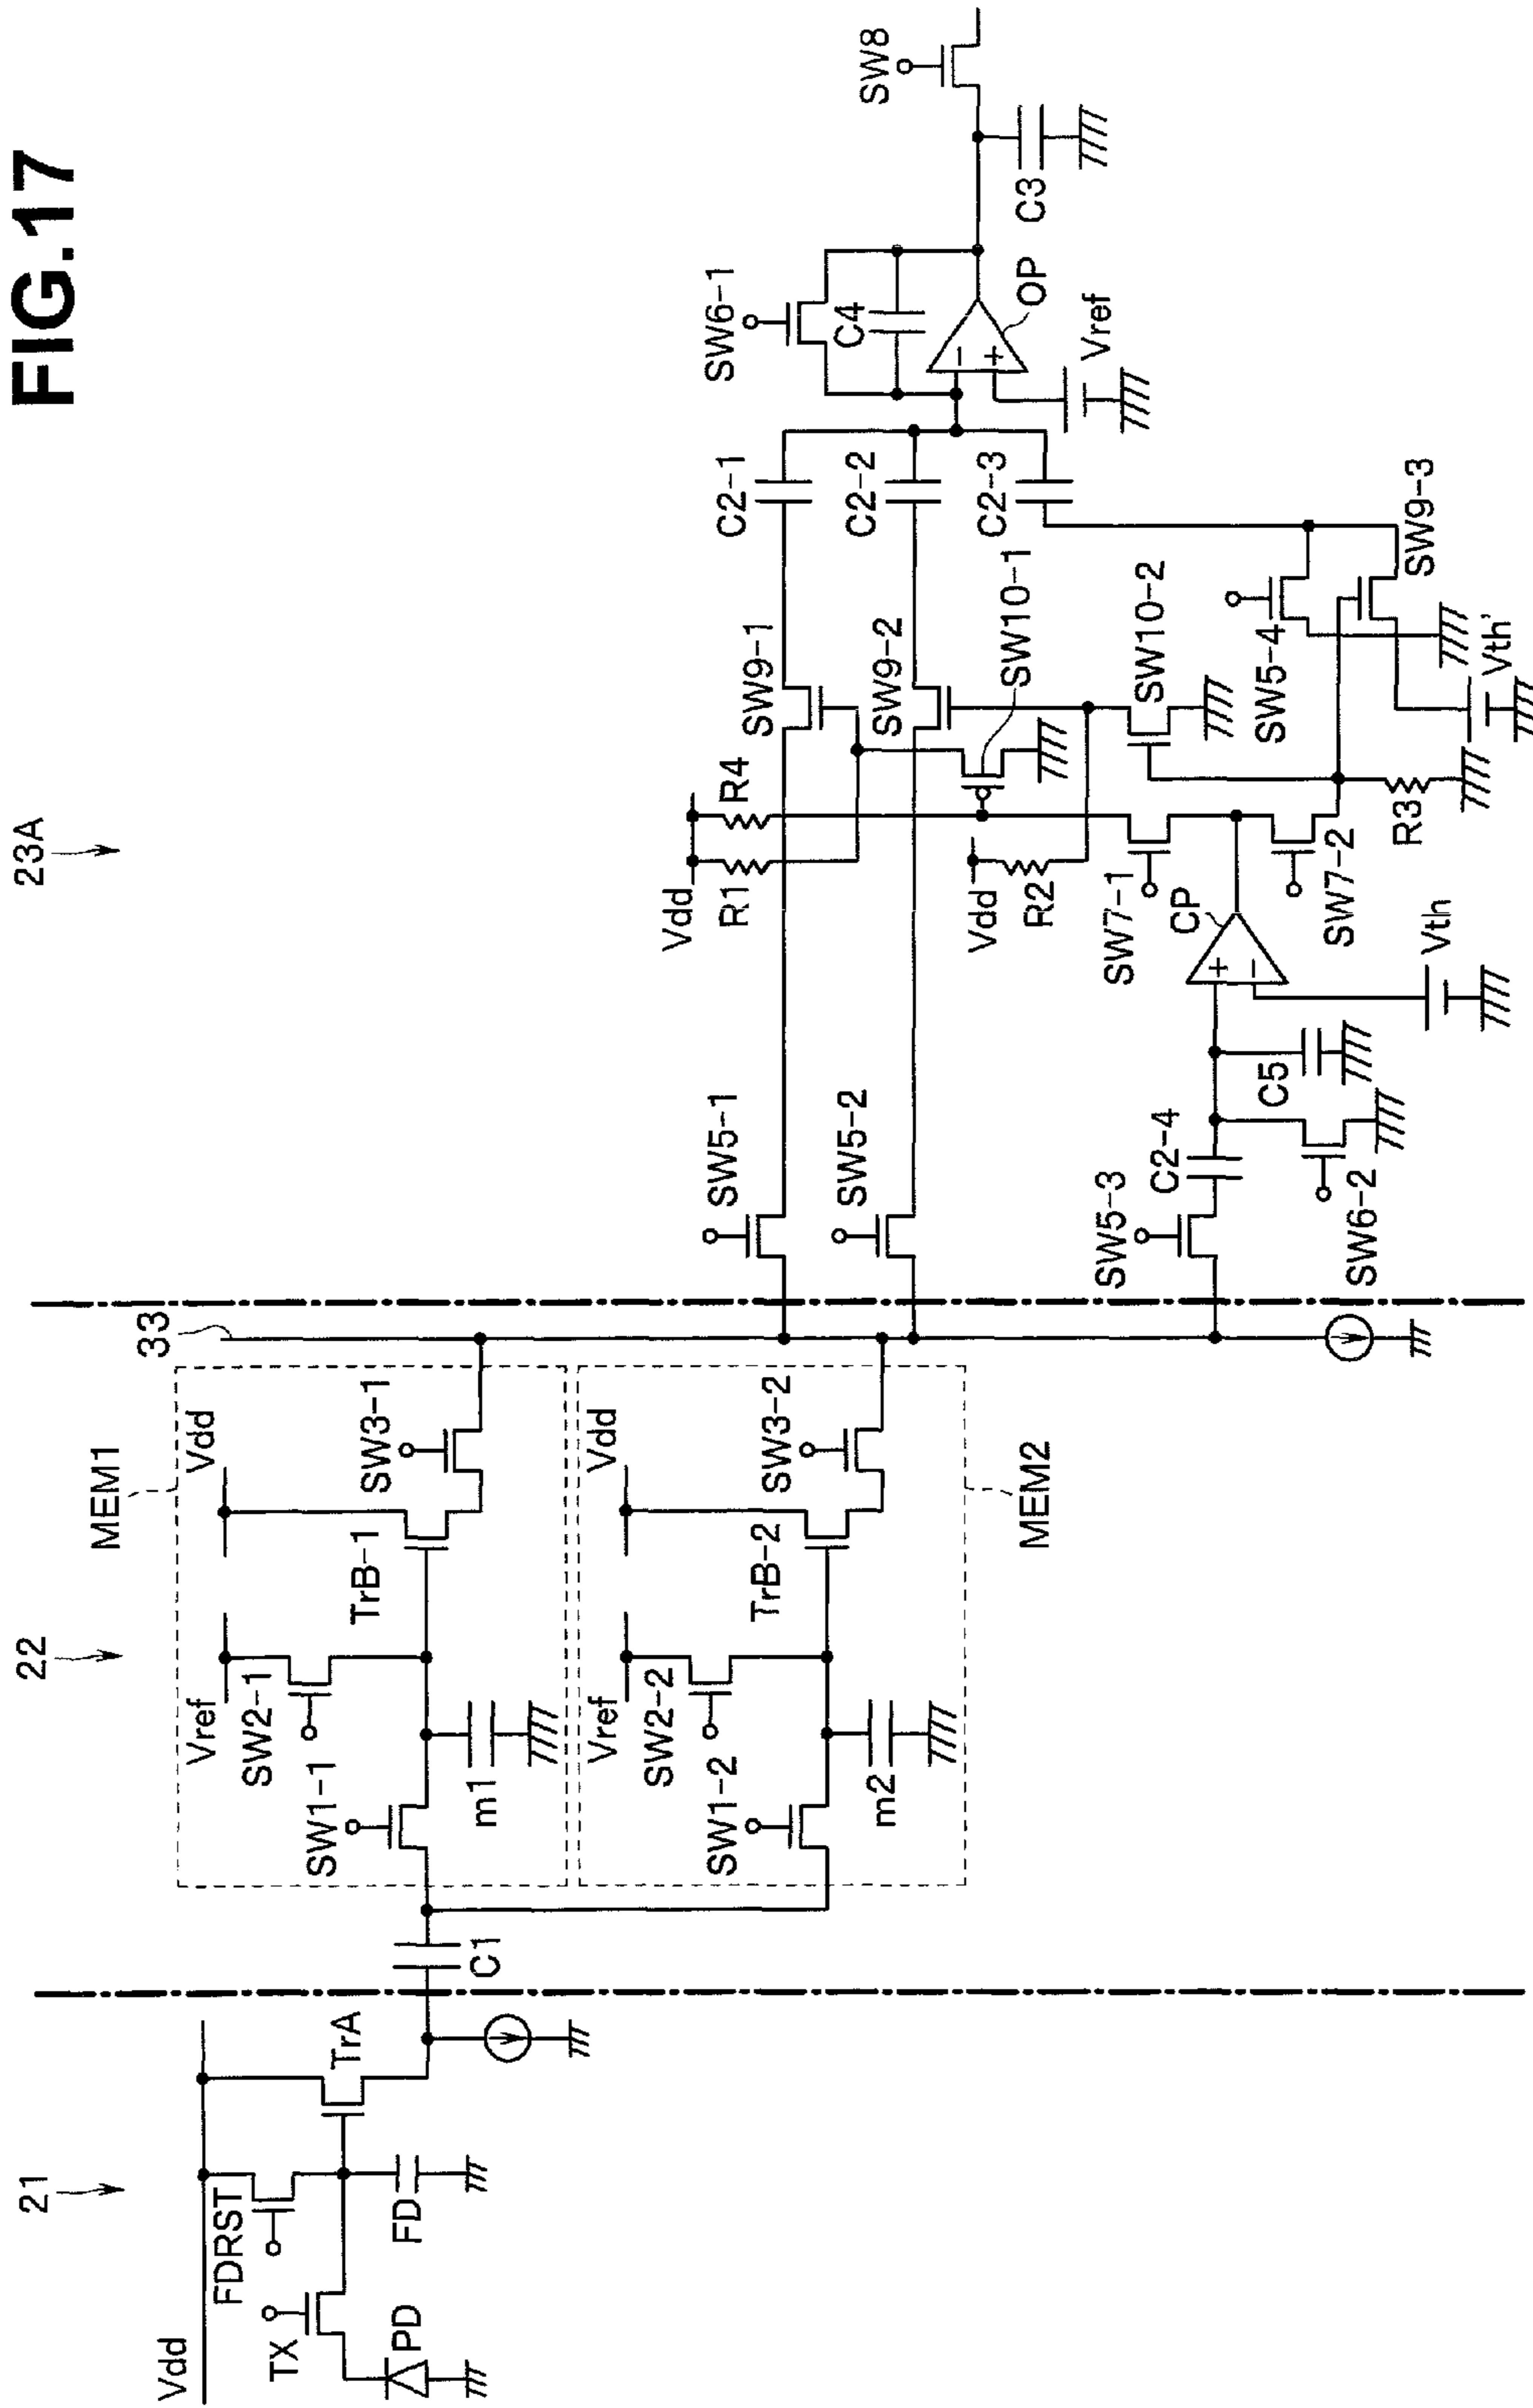 FIG.17
21
22
23A
Vdd
FDRST
TX
PD
FD
TrA
C1
MEM1
Vref
SW2-1
SW1-1
m1
TrB-1
Vdd
SW3-1
33
Vref
SW2-2
SW1-2
m2
TrB-2
Vdd
SW3-2
MEM2
SW5-1
SW5-2
SW5-3
C2-4
SW6-2
C5
Vth
CP
+
−
SW7-1
SW7-2
Vdd
R1
R4
Vdd
R2
R3
SW9-1
SW9-2
SW10-1
SW10-2
SW5-4
Vth'
SW9-3
C2-1
C2-2
C2-3
SW6-1
C4
−
+
OP
Vref
C3
SW8